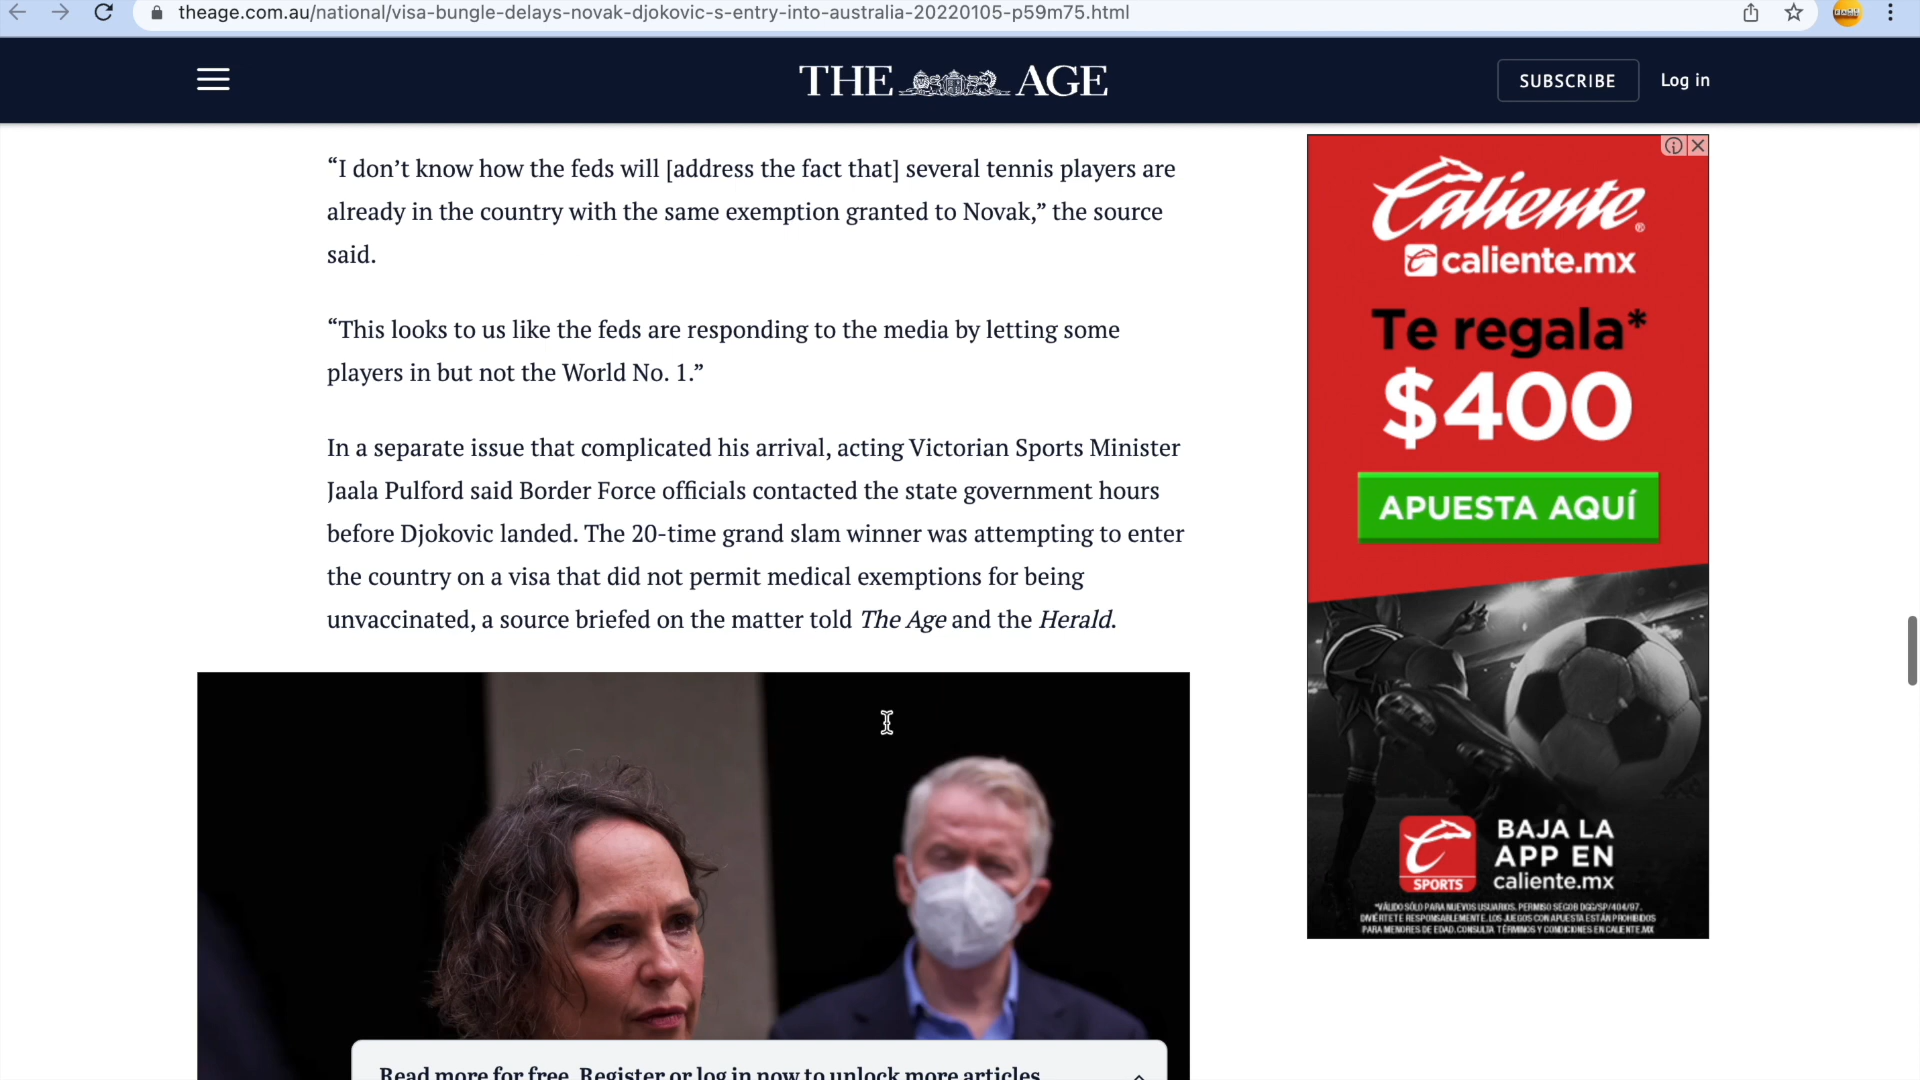 theage.com.au/national/visa-bungle-delays-novak-djokovic-s-entry-into-australia-20220105-p59m75.html
THE AGE
SUBSCRIBE
Log in
“I don’t know how the feds will [address the fact that] several tennis players are
already in the country with the same exemption granted to Novak,” the source
said.
“This looks to us like the feds are responding to the media by letting some
players in but not the World No. 1.”
In a separate issue that complicated his arrival, acting Victorian Sports Minister
Jaala Pulford said Border Force officials contacted the state government hours
before Djokovic landed. The 20-time grand slam winner was attempting to enter
the country on a visa that did not permit medical exemptions for being
unvaccinated, a source briefed on the matter told The Age and the Herald.
Read more for free. Register or log in now to unlock more articles.
Caliente®
caliente.mx
Te regala*
$400
APUESTA AQUÍ
SPORTS
BAJA LA
APP EN
caliente.mx
*VÁLIDO SÓLO PARA NUEVOS USUARIOS. PERMISO SEGOB DGG/SP/404/97.
DIVIÉRTETE RESPONSABLEMENTE. LOS JUEGOS CON APUESTA ESTÁN PROHIBIDOS
PARA MENORES DE EDAD. CONSULTA TÉRMINOS Y CONDICIONES EN CALIENTE.MX